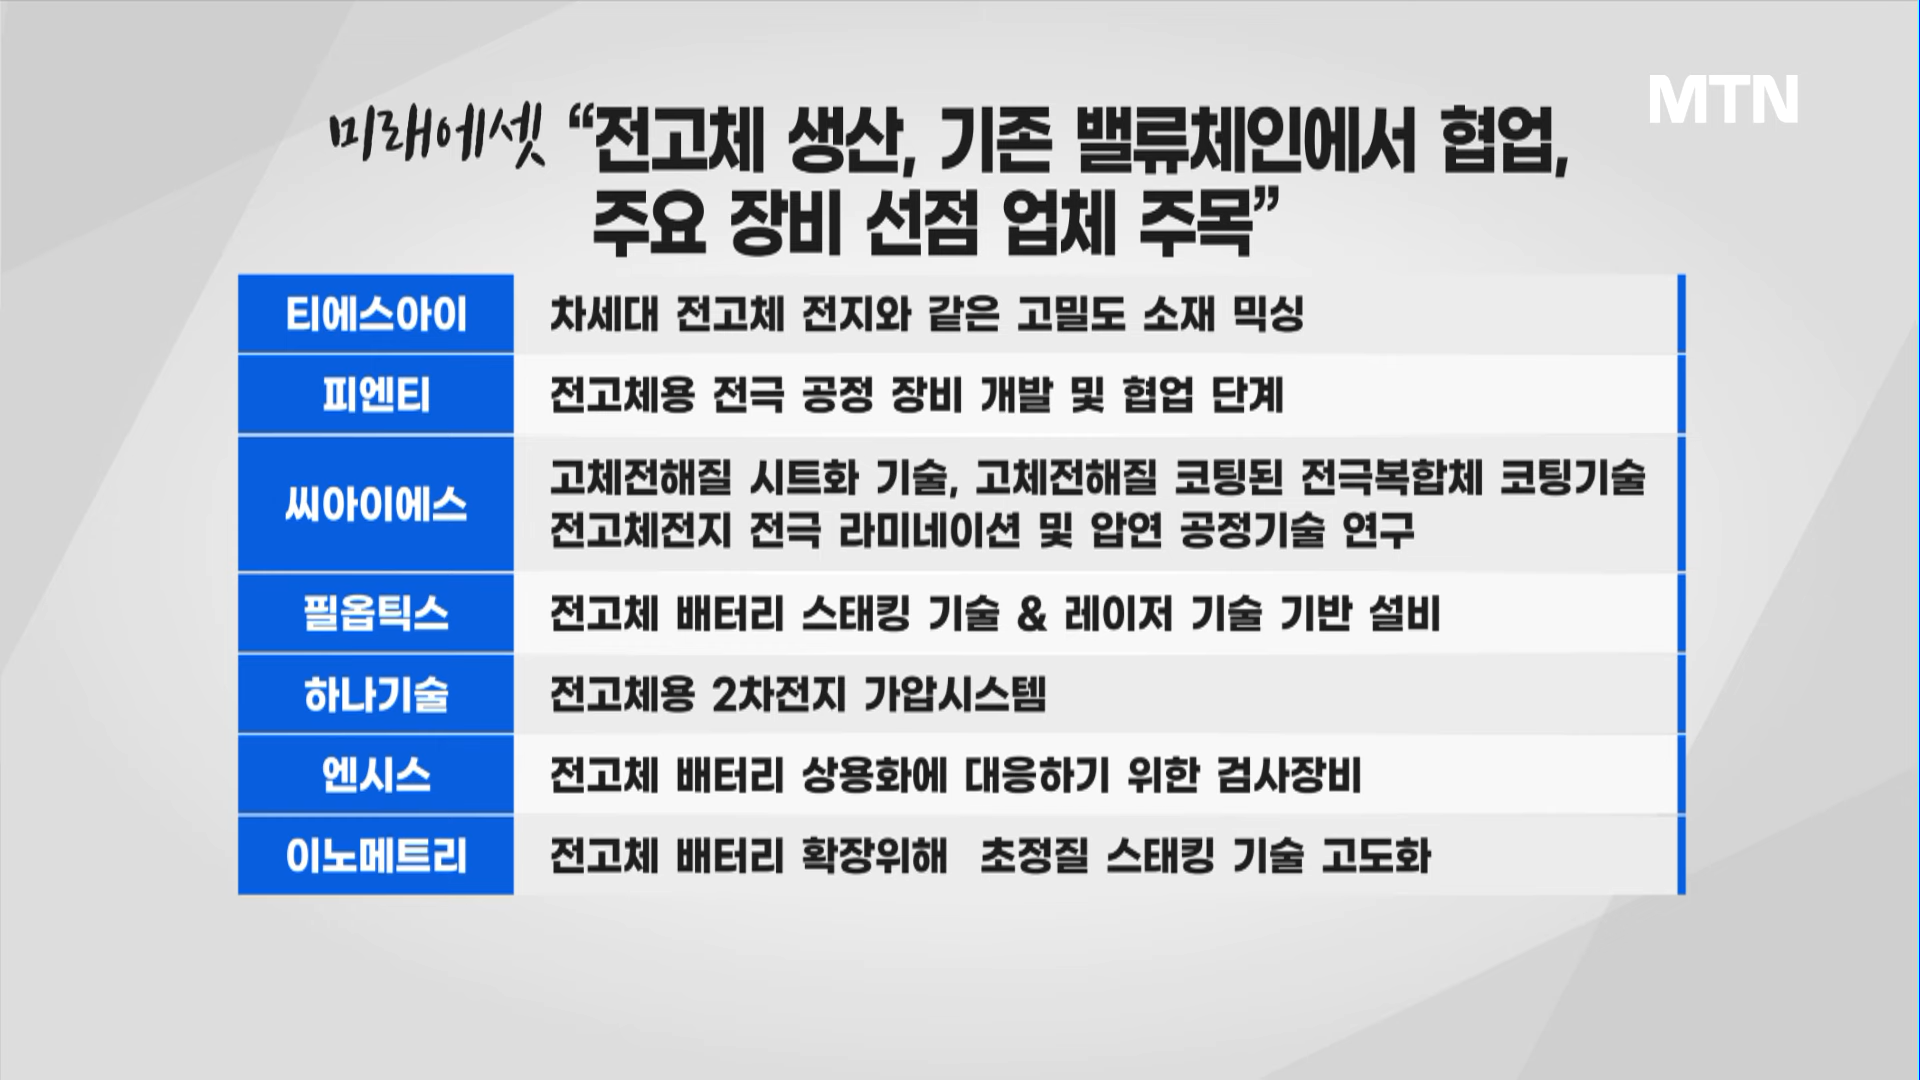 MTN
미래에셋 “전고체 생산, 기존 밸류체인에서 협업,
주요 장비 선점 업체 주목”
티에스아이 차세대 전고체 전지와 같은 고밀도 소재 믹싱
피엔티 전고체용 전극 공정 장비 개발 및 협업 단계
씨아이에스 고체전해질 시트화 기술, 고체전해질 코팅된 전극복합체 코팅기술
전고체전지 전극 라미네이션 및 압연 공정기술 연구
필옵틱스 전고체 배터리 스태킹 기술 & 레이저 기술 기반 설비
하나기술 전고체용 2차전지 가압시스템
엔시스 전고체 배터리 상용화에 대응하기 위한 검사장비
이노메트리 전고체 배터리 확장위해 초정질 스태킹 기술 고도화